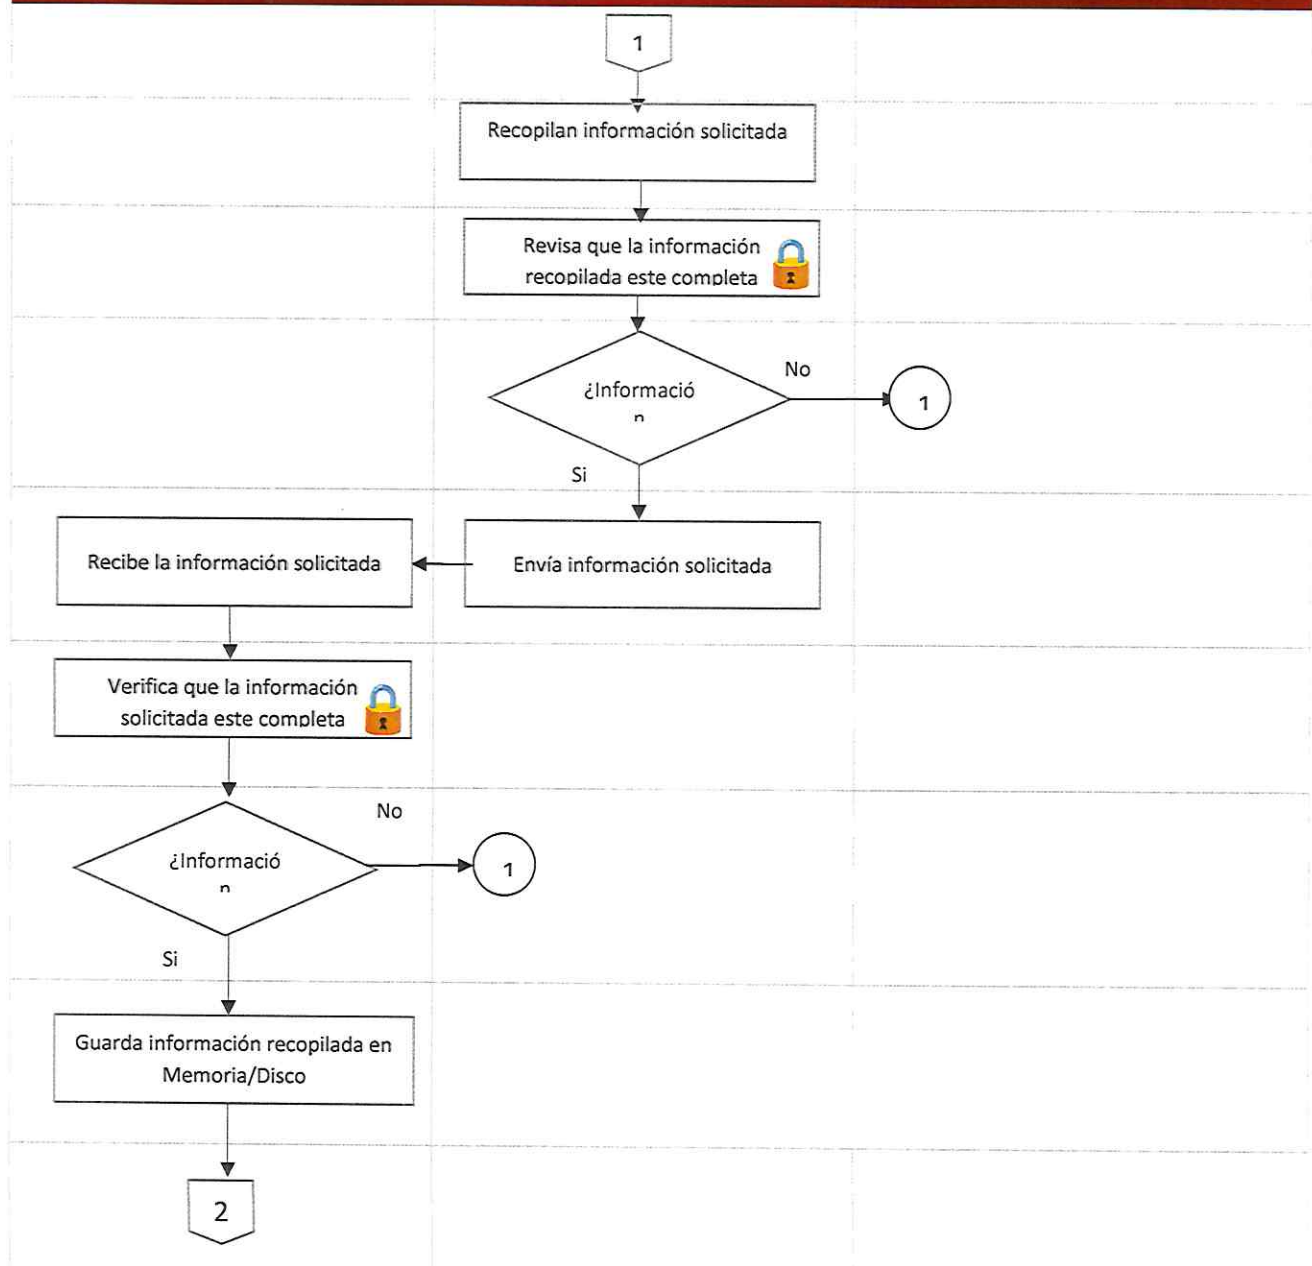 1
Recopilan información solicitada
Revisa que la información
recopilada este completa
No
¿Informació
n
1
Si
Recibe la información solicitada
Envía información solicitada
Verifica que la información
solicitada este completa
No
¿Informació
n
1
Si
Guarda información recopilada en
Memoria/Disco
2